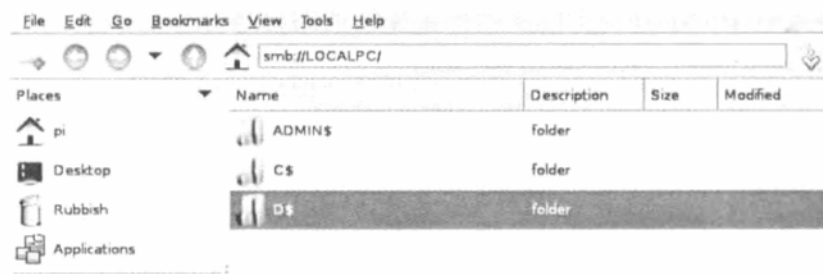 File Edit Go Bookmarks View Tools Help
smb://LOCALPC/
Places
Name Description Size Modified
pi
ADMIN$ folder
Desktop
C$ folder
Rubbish
D$ folder
Applications